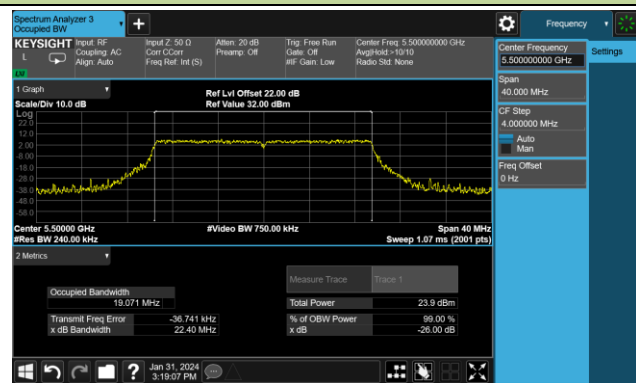 Spectrum Analyzer 3
Occupied BW
Frequency
KEYSIGHT
L
Input: RF
Coupling: AC
Align: Auto
Input Z: 50 Ω
Corr CCorr
Freq Ref: Int (S)
Atten: 20 dB
Preamp: Off
Trig: Free Run
Gate: Off
#IF Gain: Low
Center Freq: 5.500000000 GHz
Avg|Hold:>10/10
Radio Std: None
Center Frequency
5.500000000 GHz
Settings
Span
40.000 MHz
CF Step
4.000000 MHz
Auto
Man
Freq Offset
0 Hz
1 Graph
Scale/Div 10.0 dB
Ref Lvl Offset 22.00 dB
Ref Value 32.00 dBm
Log
22.0
12.0
2.00
-8.00
-18.0
-28.0
-38.0
-48.0
-58.0
Center 5.50000 GHz
#Res BW 240.00 kHz
#Video BW 750.00 kHz
Span 40 MHz
Sweep 1.07 ms (2001 pts)
2 Metrics
Measure Trace
Trace 1
Occupied Bandwidth
19.071 MHz
Total Power
23.9 dBm
Transmit Freq Error
-36.741 kHz
% of OBW Power
99.00 %
x dB Bandwidth
22.40 MHz
x dB
-26.00 dB
Jan 31, 2024
3:19:07 PM